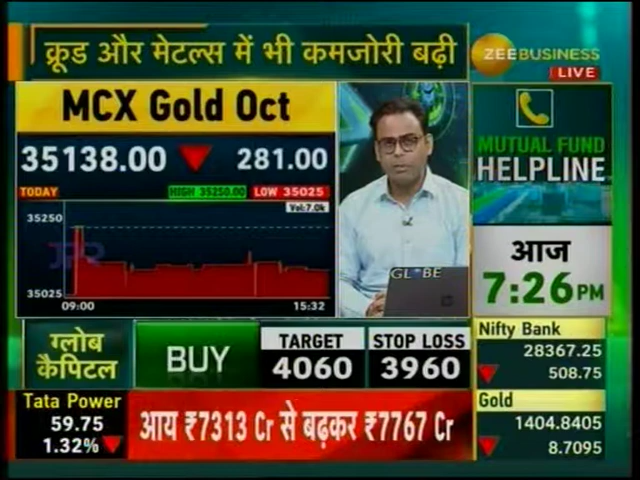 क्रूड और मेटल्स में भी कमजोरी बढ़ी
ZEEBUSINESS
LIVE
MCX Gold Oct
35138.00 281.00
TODAY HIGH 35250.00 LOW 35025
Vol:7.0k
35250
35025
09:00 15:32
GLOBE
MUTUAL FUND
HELPLINE
आज
7:26 PM
ग्लोब
कैपिटल
BUY
TARGET
4060
STOP LOSS
3960
Nifty Bank
28367.25
508.75
Tata Power
59.75
1.32%
आय ₹7313 Cr से बढ़कर ₹7767 Cr
Gold
1404.8405
8.7095